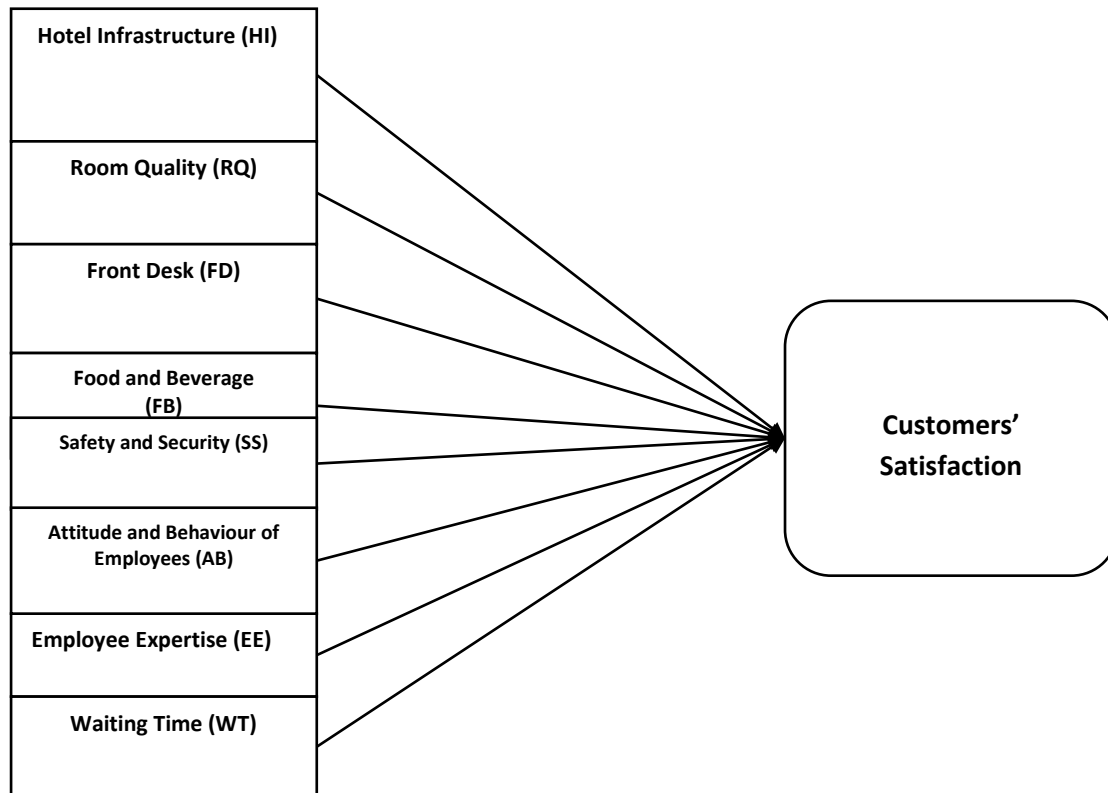 Hotel Infrastructure (HI)
Room Quality (RQ)
Front Desk (FD)
Food and Beverage
(FB)
Safety and Security (SS)
Attitude and Behaviour of
Employees (AB)
Employee Expertise (EE)
Waiting Time (WT)
Customers’
Satisfaction